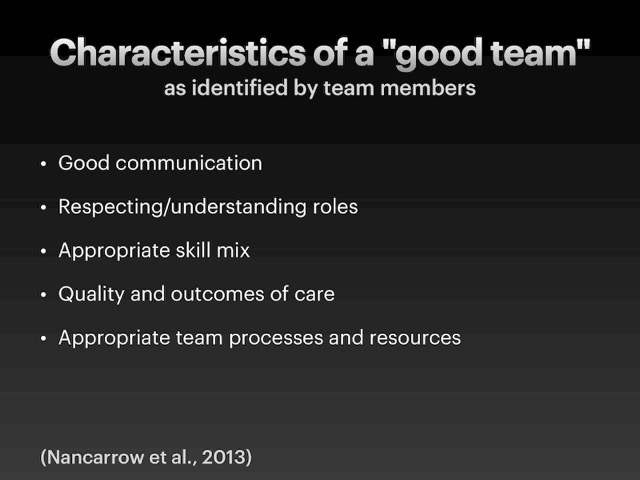 Characteristics of a "good team"
as identified by team members
• Good communication
• Respecting/understanding roles
• Appropriate skill mix
• Quality and outcomes of care
• Appropriate team processes and resources
(Nancarrow et al., 2013)